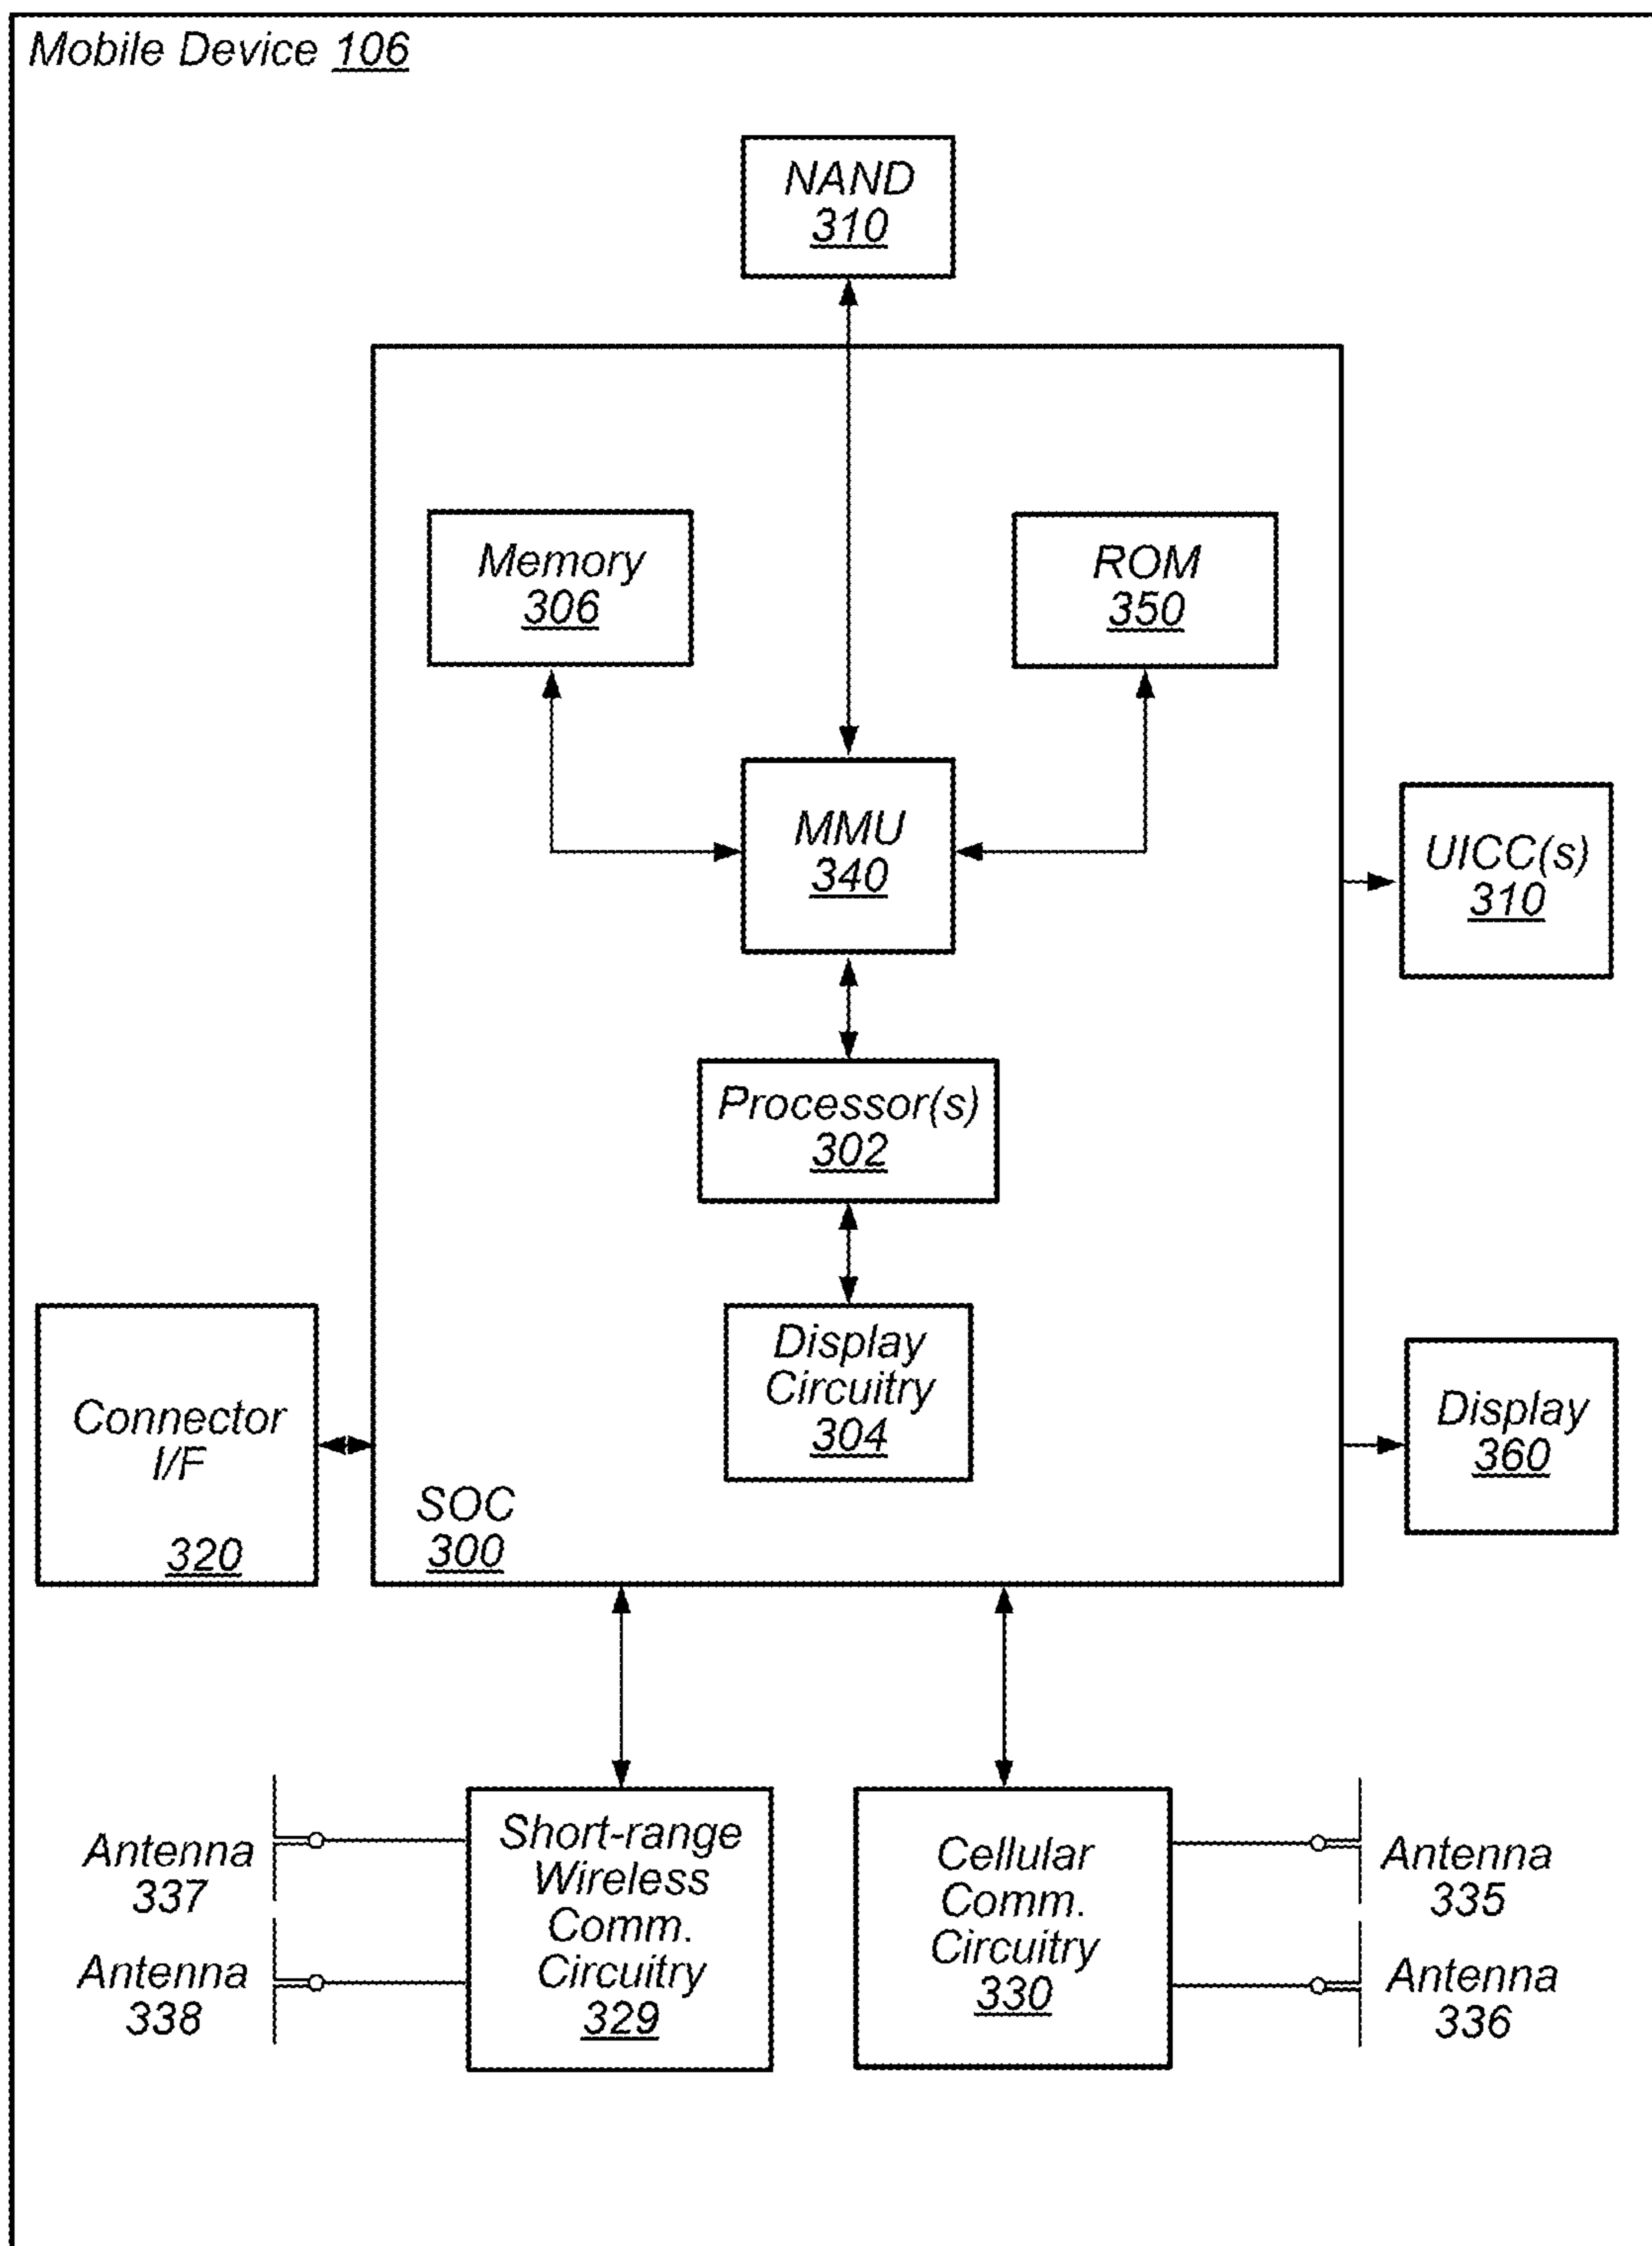 Mobile Device 106
NAND
310
Memory
306
ROM
350
MMU
340
UICC(s)
310
Processor(s)
302
Display
Circuitry
304
Connector
I/F
320
Display
360
SOC
300
Antenna
337
Antenna
338
Short-range
Wireless
Comm.
Circuitry
329
Cellular
Comm.
Circuitry
330
Antenna
335
Antenna
336